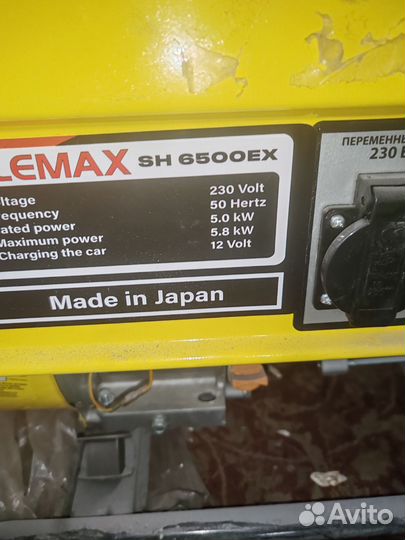 LEMAX SH 6500EX
ltage 230 Volt
equency 50 Hertz
ated power 5.0 kW
Maximum power 5.8 kW
Charging the car 12 Volt
Made in Japan
ПЕРЕМЕННЫ
230 В
Avito